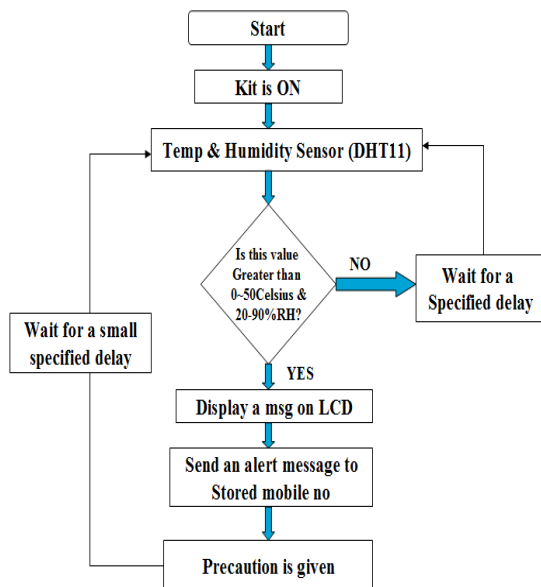 Start
Kit is ON
Temp & Humidity Sensor (DHT11)
Is this value
Greater than
0~50Celsius &
20-90%RH?
NO
Wait for a
Specified delay
Wait for a small
specified delay
YES
Display a msg on LCD
Send an alert message to
Stored mobile no
Precaution is given